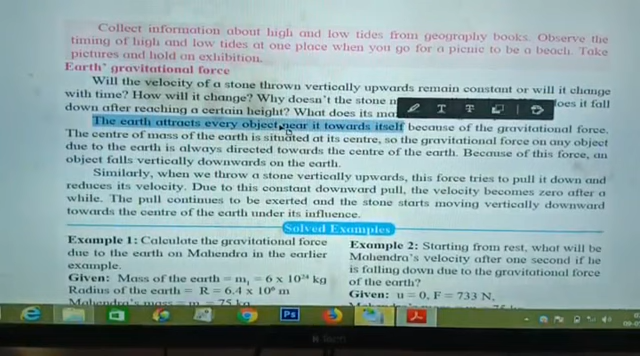 Collect information about high and low tides from geography books. Observe the
timing of high and low tides at one place when you go for a picnic to be a beach. Take
pictures and hold an exhibition.
Earth' gravitational force
Will the velocity of a stone thrown vertically upwards remain constant or will it change
with time? How will it change? Why doesn't the stone
does it fall
down after reaching a certain height? What does its
The earth attracts every object near it towards itself because of the gravitational force.
The centre of mass of the earth is situated at its centre, so the gravitational force on any object
due to the earth is always directed towards the centre of the earth. Because of this force, an
object falls vertically downwards on the earth.
Similarly, when we throw a stone vertically upwards, this force tries to pull it down and
reduces its velocity. Due to this constant downward pull, the velocity becomes zero after a
while. The pull continues to be exerted and the stone starts moving vertically downward
towards the centre of the earth under its influence.
Solved Examples
Example 1: Calculate the gravitational force
due to the earth on Mahendra in the earlier
example.
Given: Mass of the earth = m₁ = 6 x 10²⁴ kg
Radius of the earth = R = 6.4 x 10⁶ m
Mahendra's mass = m = 75 kg
Example 2: Starting from rest, what will be
Mahendra's velocity after one second if he
is falling down due to the gravitational force
of the earth?
Given: u = 0, F = 733 N,
Ps